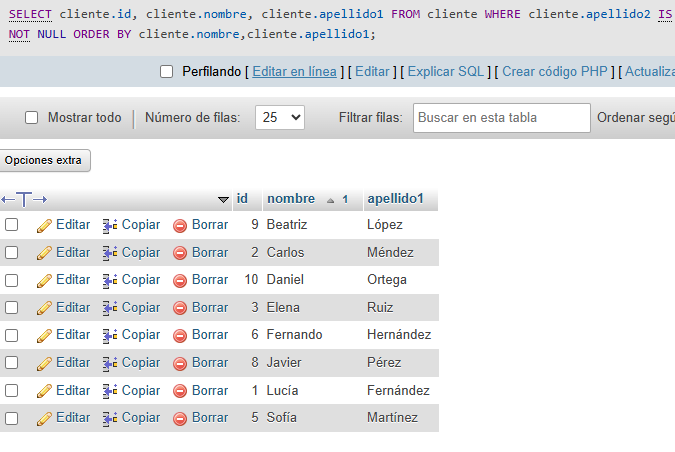 SELECT cliente.id, cliente.nombre, cliente.apellido1 FROM cliente WHERE cliente.apellido2 IS
NOT NULL ORDER BY cliente.nombre,cliente.apellido1;
Perfilando [ Editar en línea ] [ Editar ] [ Explicar SQL ] [ Crear código PHP ] [ Actualiza
Mostrar todo | Número de filas: 25 Filtrar filas: Buscar en esta tabla Ordenar segú
Opciones extra
id nombre 1 apellido1
Editar Copiar Borrar 9 Beatriz López
Editar Copiar Borrar 2 Carlos Méndez
Editar Copiar Borrar 10 Daniel Ortega
Editar Copiar Borrar 3 Elena Ruiz
Editar Copiar Borrar 6 Fernando Hernández
Editar Copiar Borrar 8 Javier Pérez
Editar Copiar Borrar 1 Lucía Fernández
Editar Copiar Borrar 5 Sofía Martínez